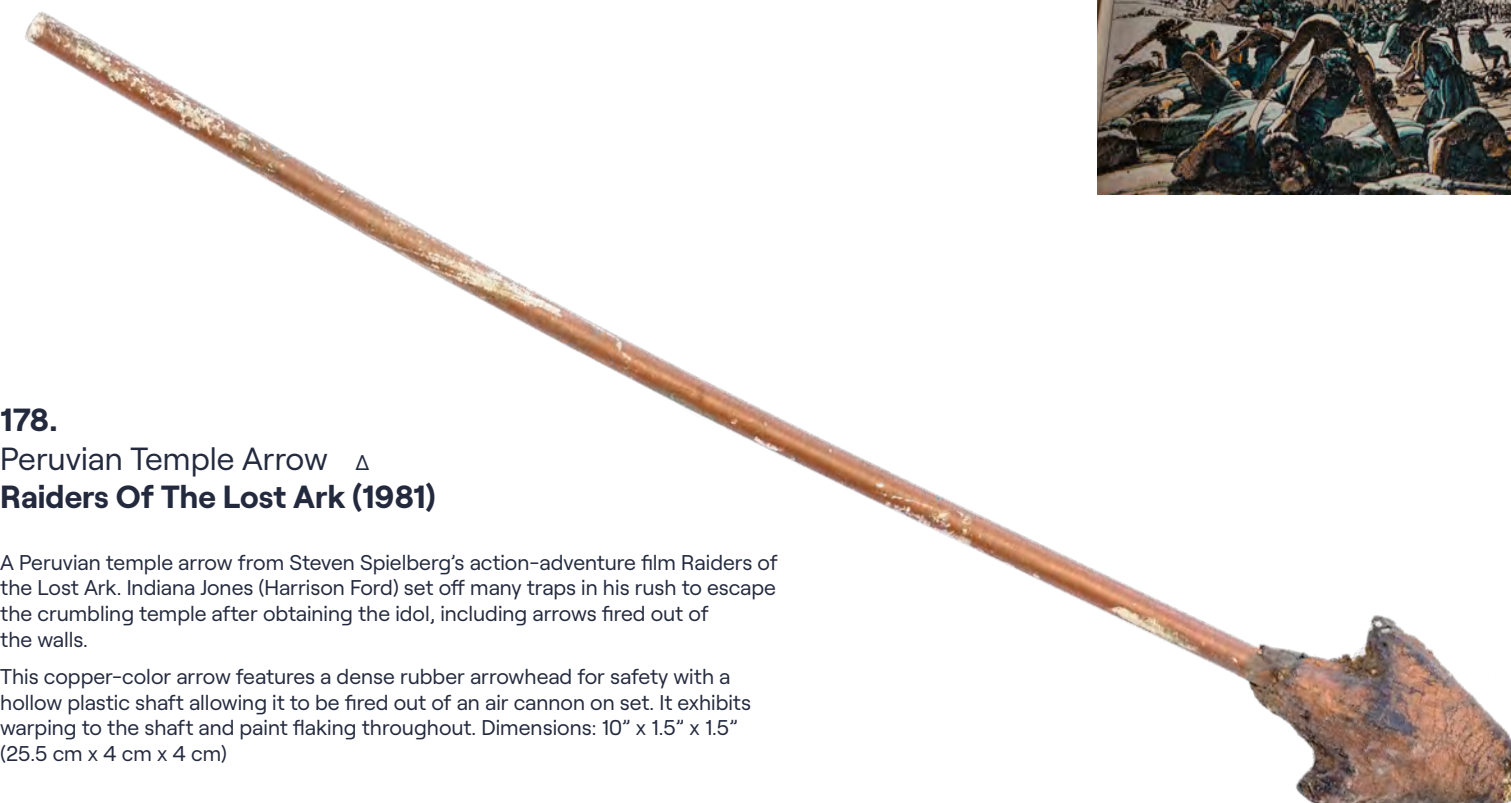 178.
Peruvian Temple Arrow Δ
Raiders Of The Lost Ark (1981)
A Peruvian temple arrow from Steven Spielberg’s action-adventure film Raiders of
the Lost Ark. Indiana Jones (Harrison Ford) set off many traps in his rush to escape
the crumbling temple after obtaining the idol, including arrows fired out of
the walls.
This copper-color arrow features a dense rubber arrowhead for safety with a
hollow plastic shaft allowing it to be fired out of an air cannon on set. It exhibits
warping to the shaft and paint flaking throughout. Dimensions: 10” x 1.5” x 1.5”
(25.5 cm x 4 cm x 4 cm)